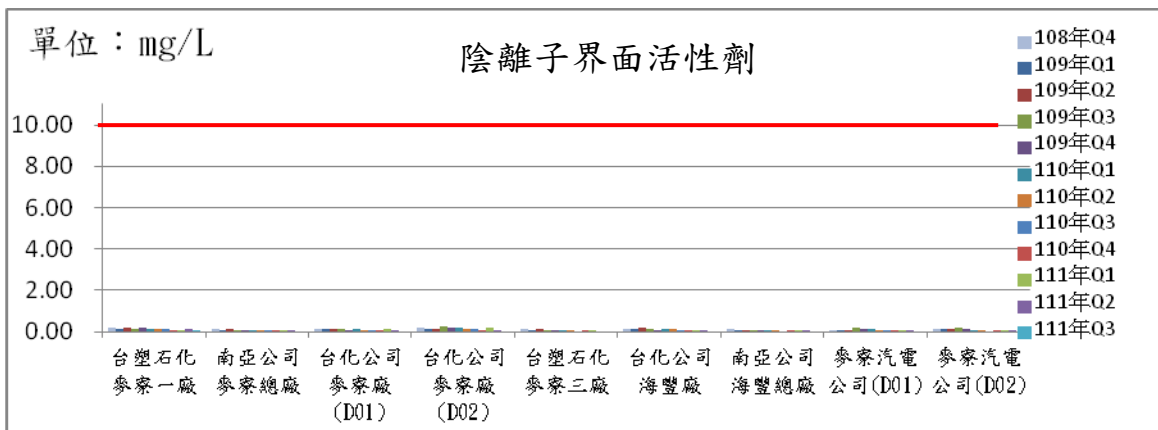 單位：mg/L
陰離子界面活性劑
108年Q4
109年Q1
109年Q2
109年Q3
109年Q4
110年Q1
110年Q2
110年Q3
110年Q4
111年Q1
111年Q2
111年Q3
10.00
8.00
6.00
4.00
2.00
0.00
台塑石化
麥寮一廠
南亞公司
麥寮總廠
台化公司
麥寮廠
(D01)
台化公司
麥寮廠
(D02)
台塑石化
麥寮三廠
台化公司
海豐廠
南亞公司
海豐總廠
麥寮汽電
公司(D01)
麥寮汽電
公司(D02)